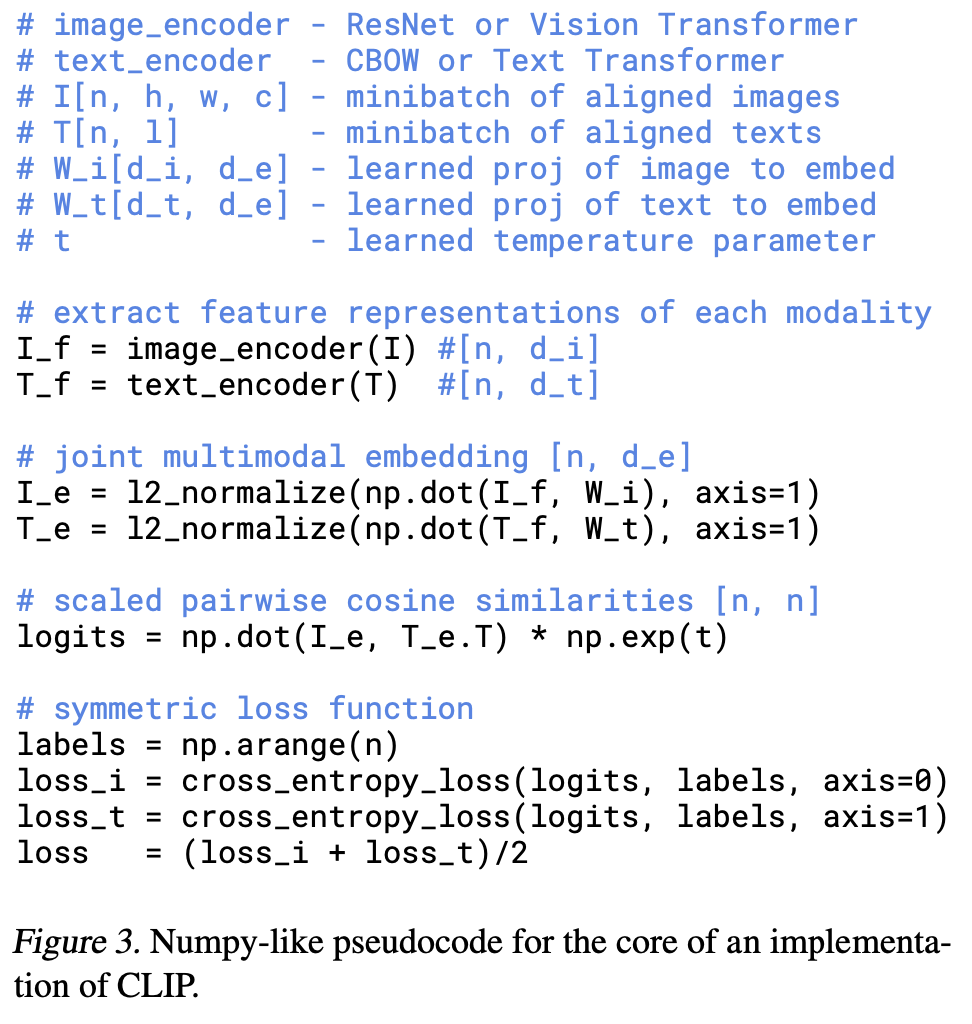 # image_encoder - ResNet or Vision Transformer
# text_encoder  - CBOW or Text Transformer
# I[n, h, w, c] - minibatch of aligned images
# T[n, l]       - minibatch of aligned texts
# W_i[d_i, d_e] - learned proj of image to embed
# W_t[d_t, d_e] - learned proj of text to embed
# t             - learned temperature parameter

# extract feature representations of each modality
I_f = image_encoder(I) #[n, d_i]
T_f = text_encoder(T)  #[n, d_t]

# joint multimodal embedding [n, d_e]
I_e = l2_normalize(np.dot(I_f, W_i), axis=1)
T_e = l2_normalize(np.dot(T_f, W_t), axis=1)

# scaled pairwise cosine similarities [n, n]
logits = np.dot(I_e, T_e.T) * np.exp(t)

# symmetric loss function
labels = np.arange(n)
loss_i = cross_entropy_loss(logits, labels, axis=0)
loss_t = cross_entropy_loss(logits, labels, axis=1)
loss   = (loss_i + loss_t)/2

Figure 3. Numpy-like pseudocode for the core of an implementa-
tion of CLIP.